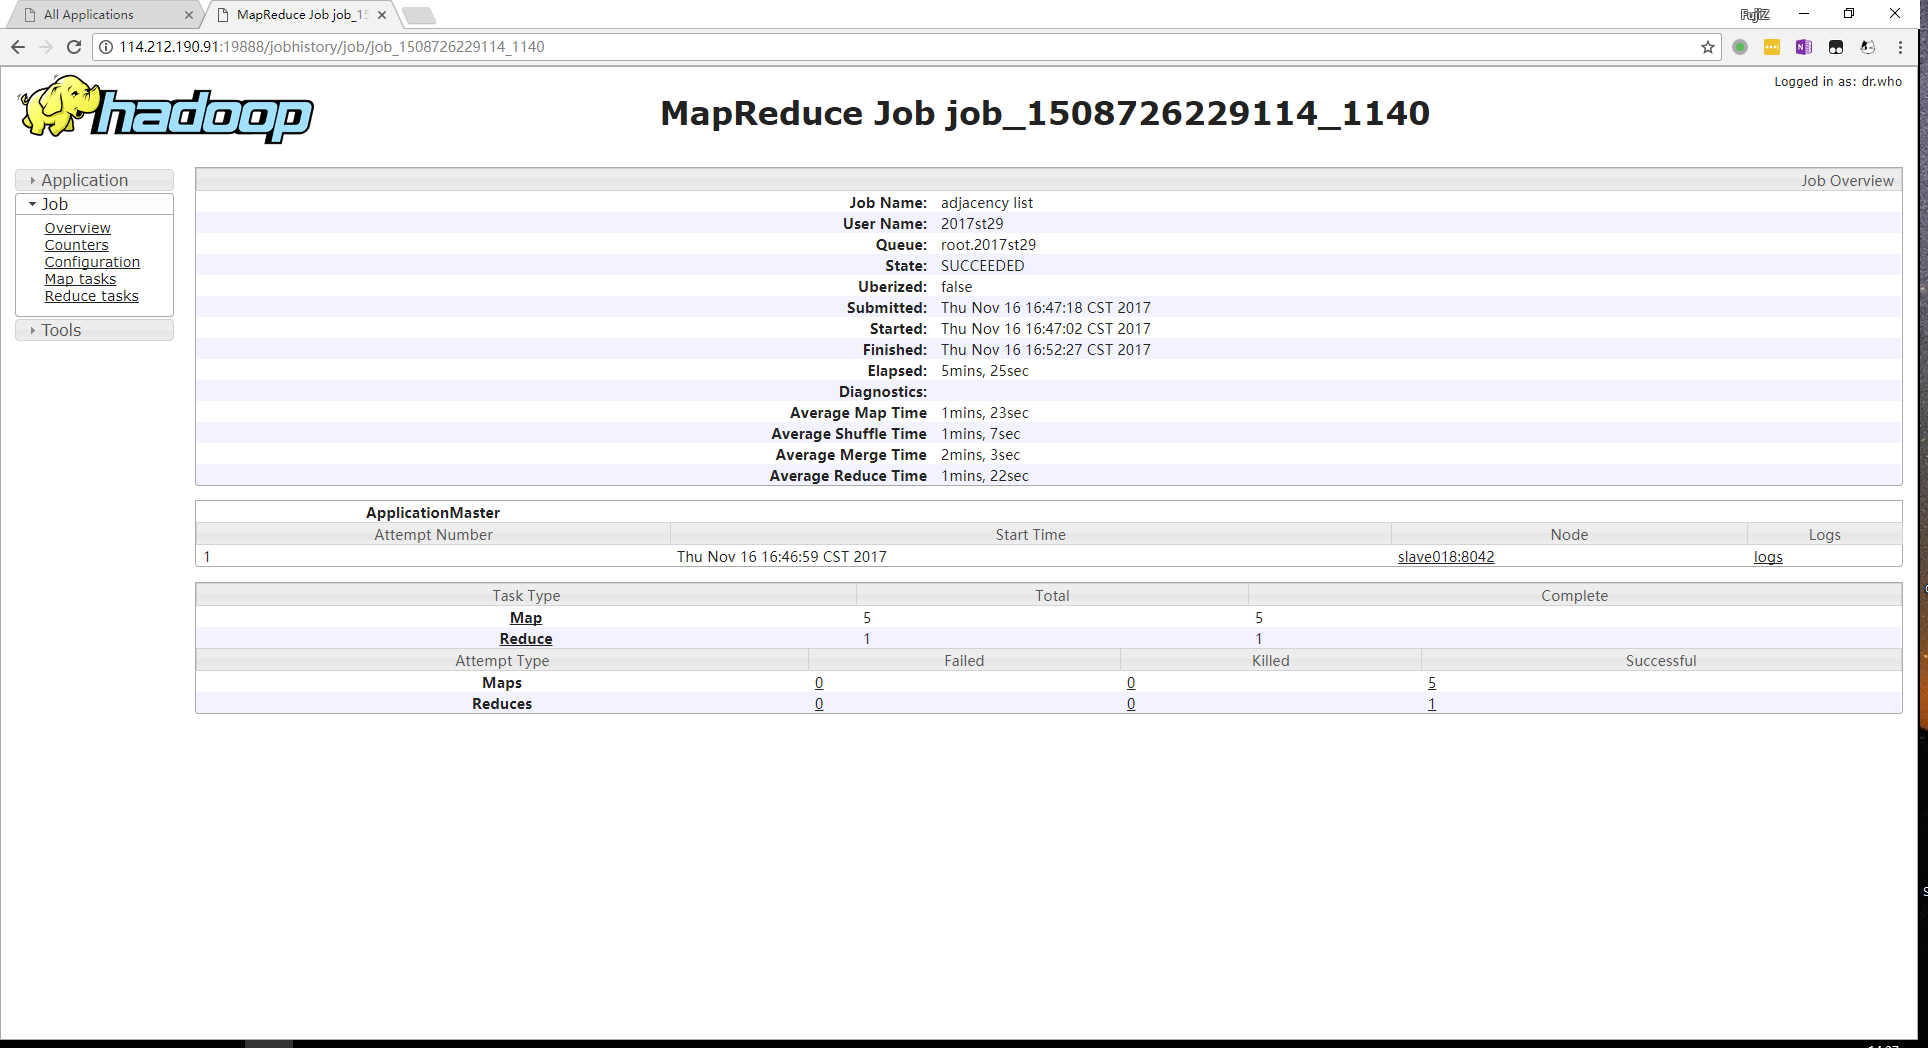 All Applications
MapReduce Job job_15
FujiZ
114.212.190.91:19888/jobhistory/job/job_1508726229114_1140
Logged in as: dr.who
hadoop
MapReduce Job job_1508726229114_1140
Application
Job
Overview
Counters
Configuration
Map tasks
Reduce tasks
Tools
Job Overview
Job Name: adjacency list
User Name: 2017st29
Queue: root.2017st29
State: SUCCEEDED
Uberized: false
Submitted: Thu Nov 16 16:47:18 CST 2017
Started: Thu Nov 16 16:47:02 CST 2017
Finished: Thu Nov 16 16:52:27 CST 2017
Elapsed: 5mins, 25sec
Diagnostics:
Average Map Time 1mins, 23sec
Average Shuffle Time 1mins, 7sec
Average Merge Time 2mins, 3sec
Average Reduce Time 1mins, 22sec
ApplicationMaster
Attempt Number Start Time Node Logs
1 Thu Nov 16 16:46:59 CST 2017 slave018:8042 logs
Task Type Total Complete
Map 5 5
Reduce 1 1
Attempt Type Failed Killed Successful
Maps 0 0 5
Reduces 0 0 1